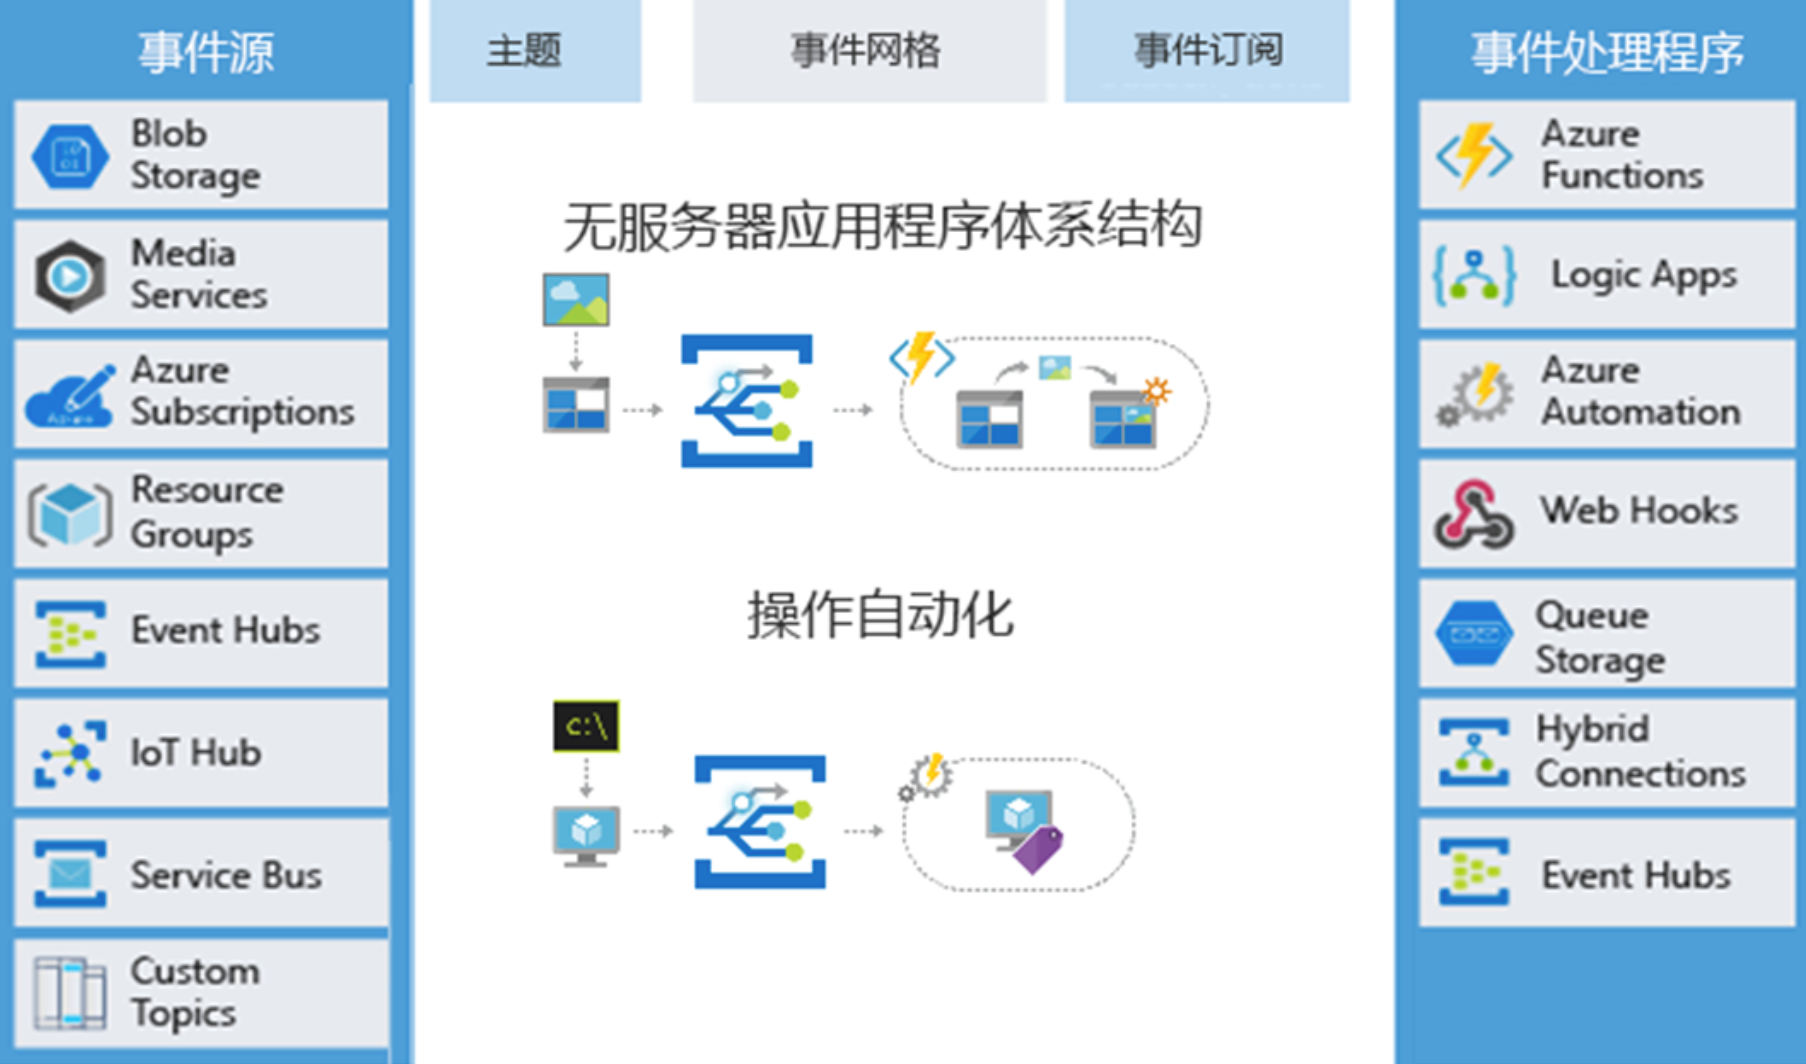 事件源
Blob
Storage
Media
Services
Azure
Subscriptions
Resource
Groups
Event Hubs
IoT Hub
Service Bus
Custom
Topics
主题
事件网格
事件订阅
无服务器应用程序体系结构
操作自动化
C:\
事件处理程序
Azure
Functions
Logic Apps
Azure
Automation
Web Hooks
Queue
Storage
Hybrid
Connections
Event Hubs